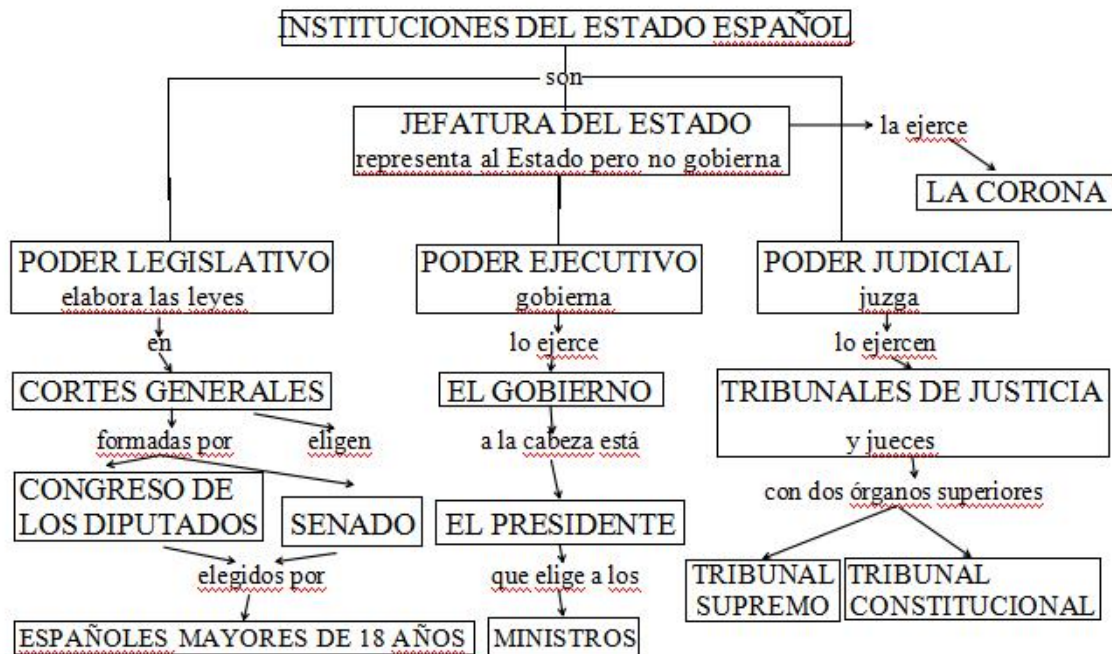 INSTITUCIONES DEL ESTADO ESPAÑOL
son
JEFATURA DEL ESTADO
representa al Estado pero no gobierna
la ejerce
LA CORONA
PODER LEGISLATIVO
elabora las leyes
en
CORTES GENERALES
formadas por
eligen
CONGRESO DE
LOS DIPUTADOS
SENADO
elegidos por
ESPAÑOLES MAYORES DE 18 AÑOS
PODER EJECUTIVO
gobierna
lo ejerce
EL GOBIERNO
a la cabeza está
EL PRESIDENTE
que elige a los
MINISTROS
PODER JUDICIAL
juzga
lo ejercen
TRIBUNALES DE JUSTICIA
y jueces
con dos órganos superiores
TRIBUNAL
SUPREMO
TRIBUNAL
CONSTITUCIONAL